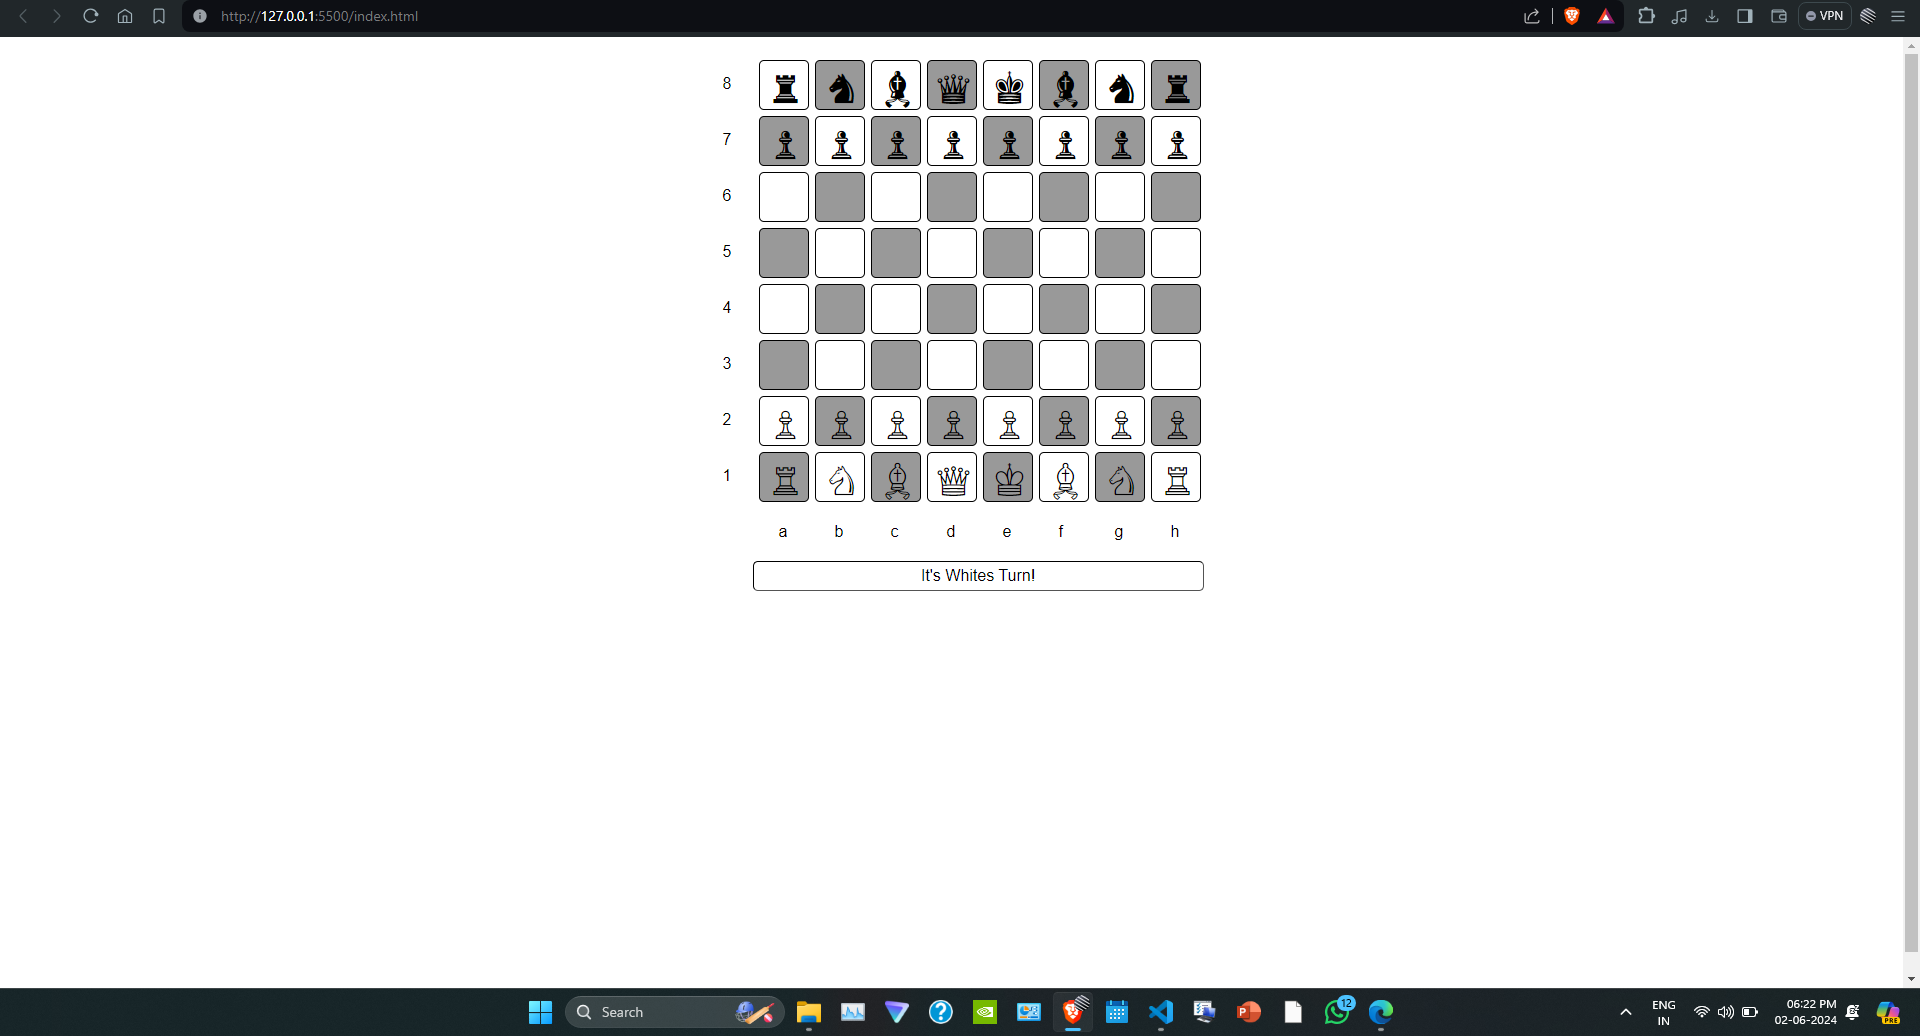 http://127.0.0.1:5500/index.html
VPN
8
7
6
5
4
3
2
1
a b c d e f g h
It's Whites Turn!
Search
12
ENG
IN
06:22 PM
02-06-2024
PRE